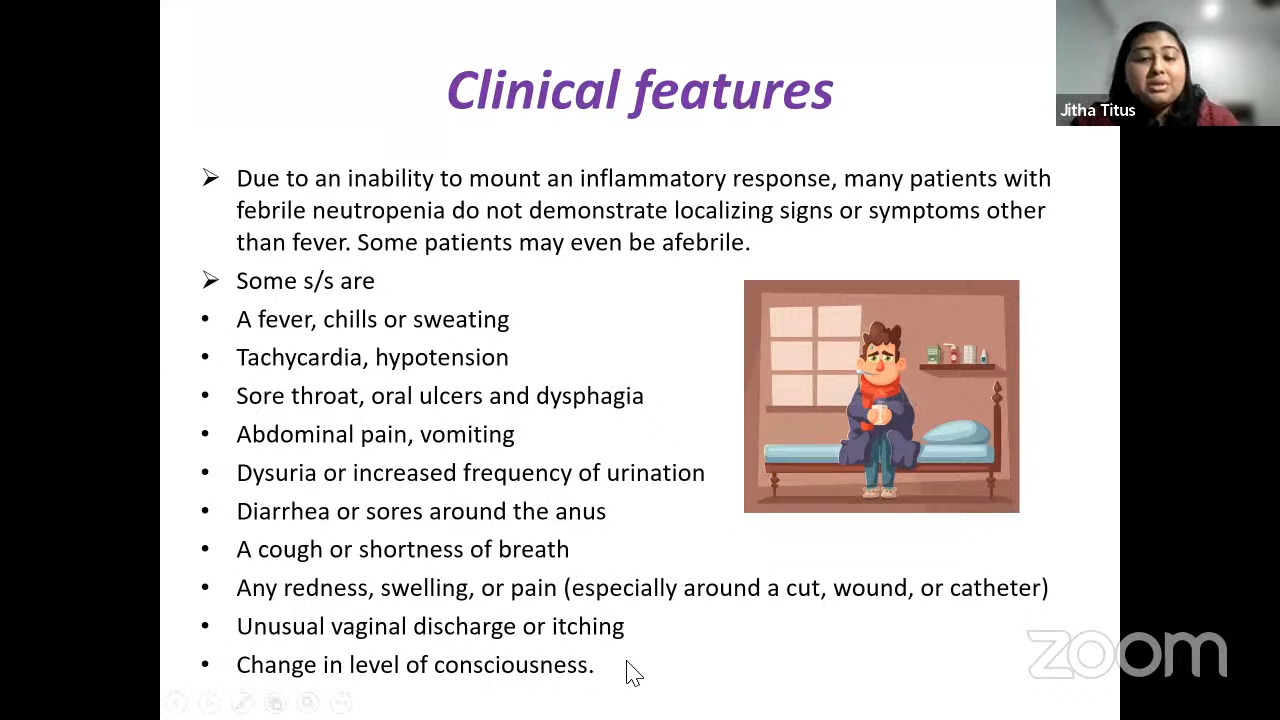 Clinical features
Jitha Titus
Due to an inability to mount an inflammatory response, many patients with
febrile neutropenia do not demonstrate localizing signs or symptoms other
than fever. Some patients may even be afebrile.
Some s/s are
• A fever, chills or sweating
• Tachycardia, hypotension
• Sore throat, oral ulcers and dysphagia
• Abdominal pain, vomiting
• Dysuria or increased frequency of urination
• Diarrhea or sores around the anus
• A cough or shortness of breath
• Any redness, swelling, or pain (especially around a cut, wound, or catheter)
• Unusual vaginal discharge or itching
• Change in level of consciousness.
zoom